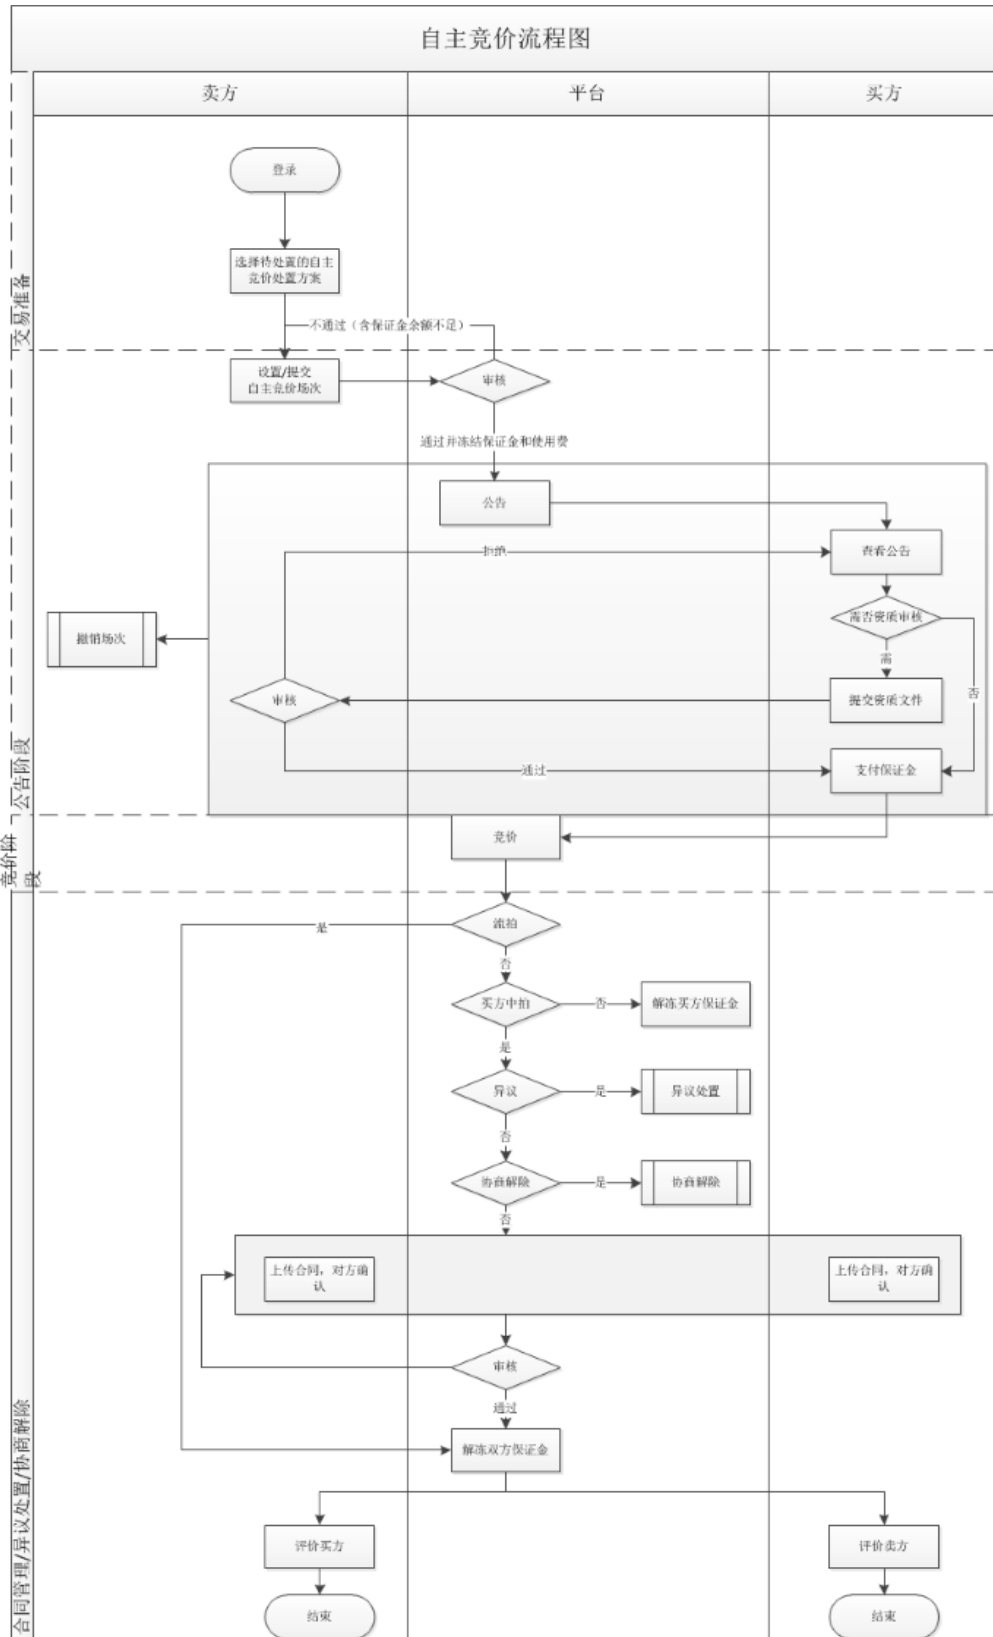 自主竞价流程图
卖方
平台
买方
交易准备
登录
选择待处置的自主
竞价处置方案
不通过（含保证金余额不足）
设置/提交
自主竞价场次
审核
通过并冻结保证金和使用费
公告阶段
公告
拒绝
查看公告
撤销场次
需否资质审核
需
否
审核
提交资质文件
通过
支付保证金
竞价阶
段
竞价
合同管理/异议处置/协商解除
是
流拍
否
买方中拍
否
解冻买方保证金
是
异议
是
异议处置
否
协商解除
是
协商解除
否
上传合同，对方确
认
上传合同，对方确
认
审核
通过
解冻双方保证金
评价买方
评价卖方
结束
结束